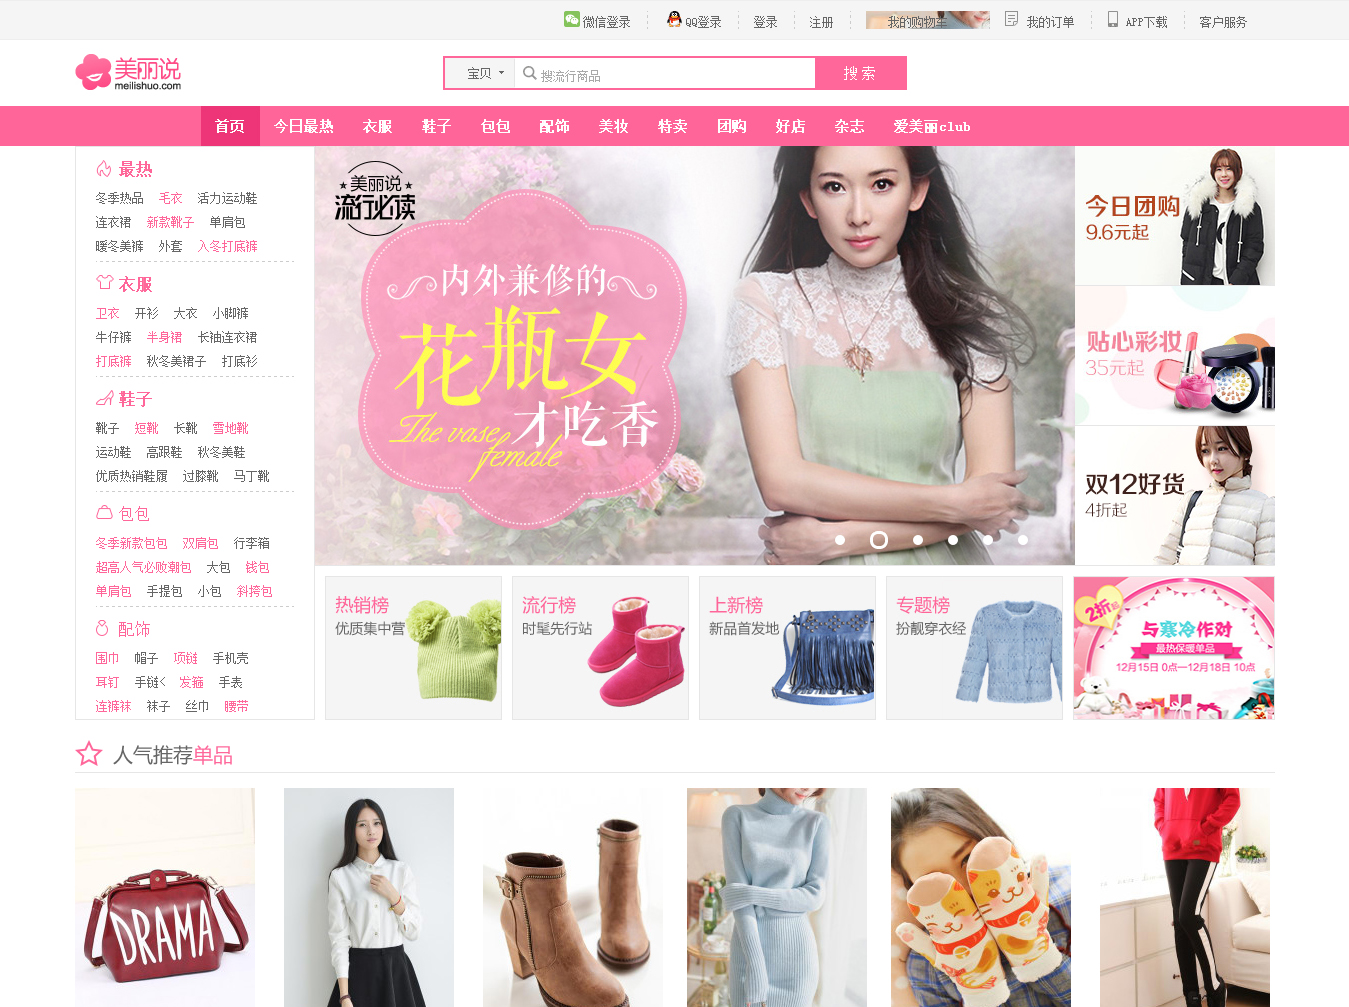 微信登录 QQ登录 登录 注册 我的购物车 我的订单 APP下载 客户服务
美丽说
meilishuo.com
宝贝 搜流行商品 搜 索
首页 今日最热 衣服 鞋子 包包 配饰 美妆 特卖 团购 好店 杂志 爱美丽club
最热
冬季热品 毛衣 活力运动鞋
连衣裙 新款靴子 单肩包
暖冬美裤 外套 入冬打底裤
衣服
卫衣 开衫 大衣 小脚裤
牛仔裤 半身裙 长袖连衣裙
打底裤 秋冬美裙子 打底衫
鞋子
靴子 短靴 长靴 雪地靴
运动鞋 高跟鞋 秋冬美鞋
优质热销鞋履 过膝靴 马丁靴
包包
冬季新款包包 双肩包 行李箱
超高人气必败潮包 大包 钱包
单肩包 手提包 小包 斜挎包
配饰
围巾 帽子 项链 手机壳
耳钉 手链< 发箍 手表
连裤袜 袜子 丝巾 腰带
美丽说
流行必读
内外兼修的
花瓶女
才吃香
The vase
female
今日团购
9.6元起
贴心彩妆
35元起
双12好货
4折起
热销榜
优质集中营
流行榜
时髦先行站
上新榜
新品首发地
专题榜
扮靓穿衣经
2折起
与寒冷作对
最热保暖单品
12月15日 0点—12月18日 10点
人气推荐单品
DRAMA